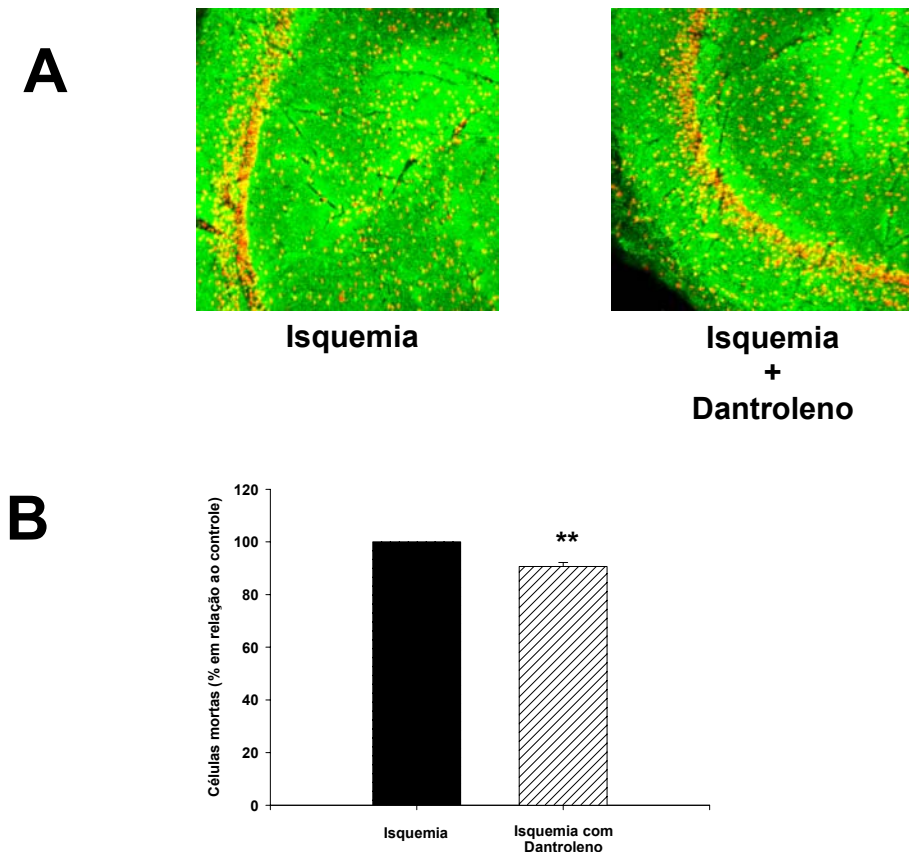 A
Isquemia
Isquemia
+
Dantroleno
B
Células mortas (% em relação ao controle)
120
100
80
60
40
20
0
**
Isquemia
Isquemia com
Dantroleno